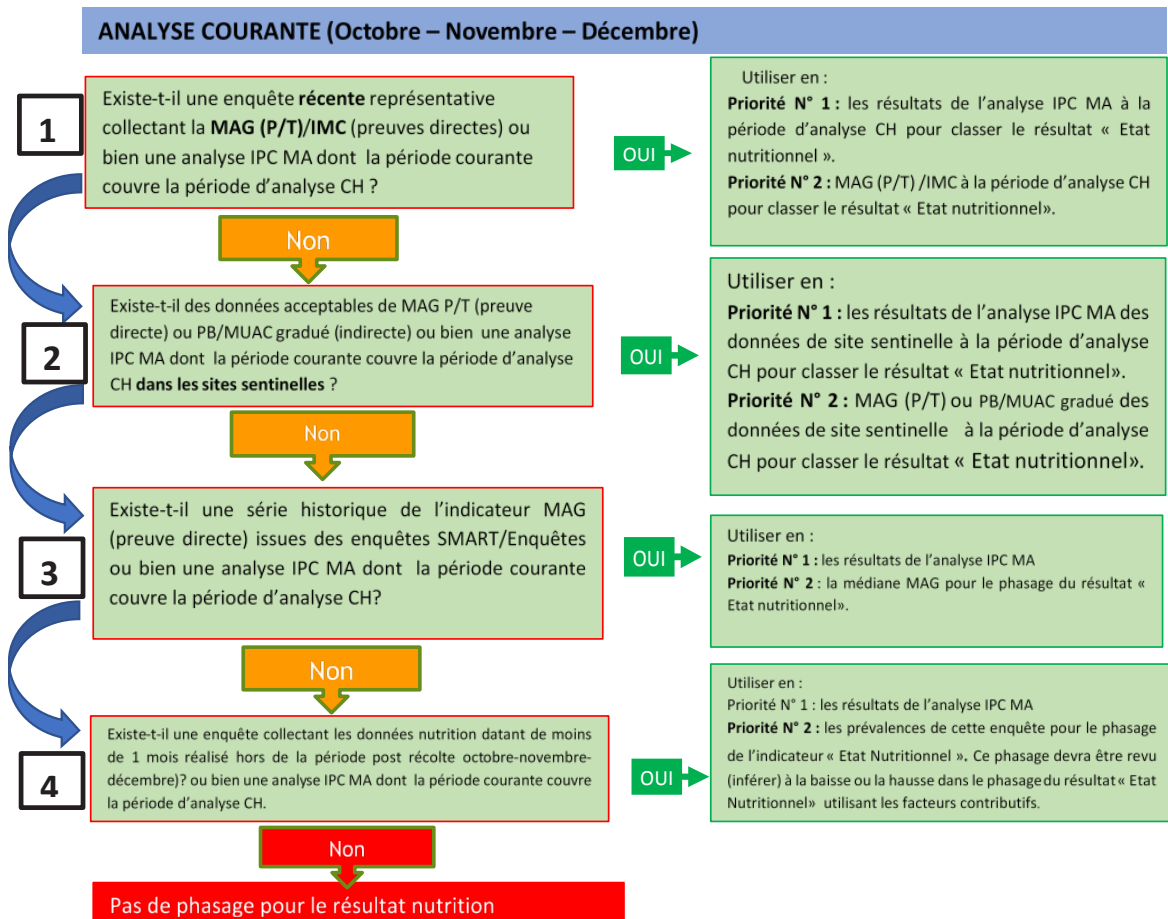 ANALYSE COURANTE (Octobre – Novembre – Décembre)
1
Existe-t-il une enquête récente représentative
collectant la MAG (P/T)/IMC (preuves directes) ou
bien une analyse IPC MA dont la période courante
couvre la période d'analyse CH ?
OUI
Utiliser en :
Priorité N° 1 : les résultats de l'analyse IPC MA à la
période d'analyse CH pour classer le résultat « Etat
nutritionnel ».
Priorité N° 2 : MAG (P/T) /IMC à la période d'analyse CH
pour classer le résultat « Etat nutritionnel».
Non
2
Existe-t-il des données acceptables de MAG P/T (preuve
directe) ou PB/MUAC gradué (indirecte) ou bien une analyse
IPC MA dont la période courante couvre la période d'analyse
CH dans les sites sentinelles ?
OUI
Utiliser en :
Priorité N° 1 : les résultats de l'analyse IPC MA des
données de site sentinelle à la période d'analyse
CH pour classer le résultat « Etat nutritionnel».
Priorité N° 2 : MAG (P/T) ou PB/MUAC gradué des
données de site sentinelle à la période d'analyse
CH pour classer le résultat « Etat nutritionnel».
Non
3
Existe-t-il une série historique de l'indicateur MAG
(preuve directe) issues des enquêtes SMART/Enquêtes
ou bien une analyse IPC MA dont la période courante
couvre la période d'analyse CH?
OUI
Utiliser en :
Priorité N° 1 : les résultats de l'analyse IPC MA
Priorité N° 2 : la médiane MAG pour le phasage du résultat «
Etat nutritionnel».
Non
4
Existe-t-il une enquête collectant les données nutrition datant de moins
de 1 mois réalisé hors de la période post récolte octobre-novembre-
décembre)? ou bien une analyse IPC MA dont la période courante couvre
la période d'analyse CH.
OUI
Utiliser en :
Priorité N° 1 : les résultats de l'analyse IPC MA
Priorité N° 2 : les prévalences de cette enquête pour le phasage
de l'indicateur « Etat Nutritionnel ». Ce phasage devra être revu
(inférer) à la baisse ou la hausse dans le phasage du résultat « Etat
Nutritionnel» utilisant les facteurs contributifs.
Non
Pas de phasage pour le résultat nutrition